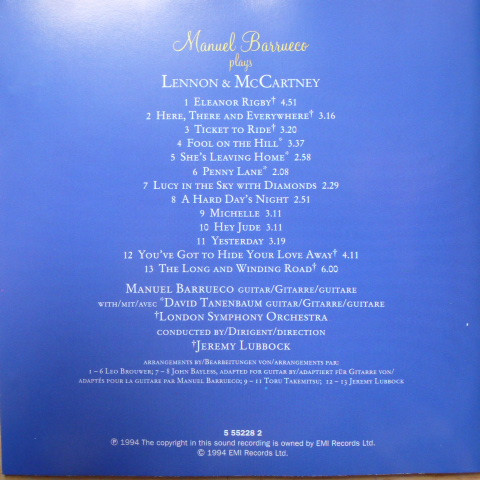 Manuel Barrueco
plays
Lennon & McCartney
1 Eleanor Rigby† 4.51
2 Here, There and Everywhere† 3.16
3 Ticket to Ride† 3.20
4 Fool on the Hill* 3.37
5 She's Leaving Home* 2.58
6 Penny Lane* 2.08
7 Lucy in the Sky with Diamonds 2.29
8 A Hard Day's Night 2.51
9 Michelle 3.11
10 Hey Jude 3.11
11 Yesterday 3.19
12 You've Got to Hide Your Love Away† 4.11
13 The Long and Winding Road† 6.00
Manuel Barrueco guitar/Gitarre/guitare
with/mit/avec *David Tanenbaum guitar/Gitarre/guitare
†London Symphony Orchestra
conducted by/Dirigent/direction
†Jeremy Lubbock
arrangements by/Bearbeitungen von/arrangements par:
1 – 6 Leo Brouwer; 7 – 8 John Bayless, adapted for guitar by/adaptiert für Gitarre von/
adaptés pour la guitare par Manuel Barrueco; 9 – 11 Toru Takemitsu; 12 – 13 Jeremy Lubbock
5 55228 2
℗ 1994 The copyright in this sound recording is owned by EMI Records Ltd.
© 1994 EMI Records Ltd.